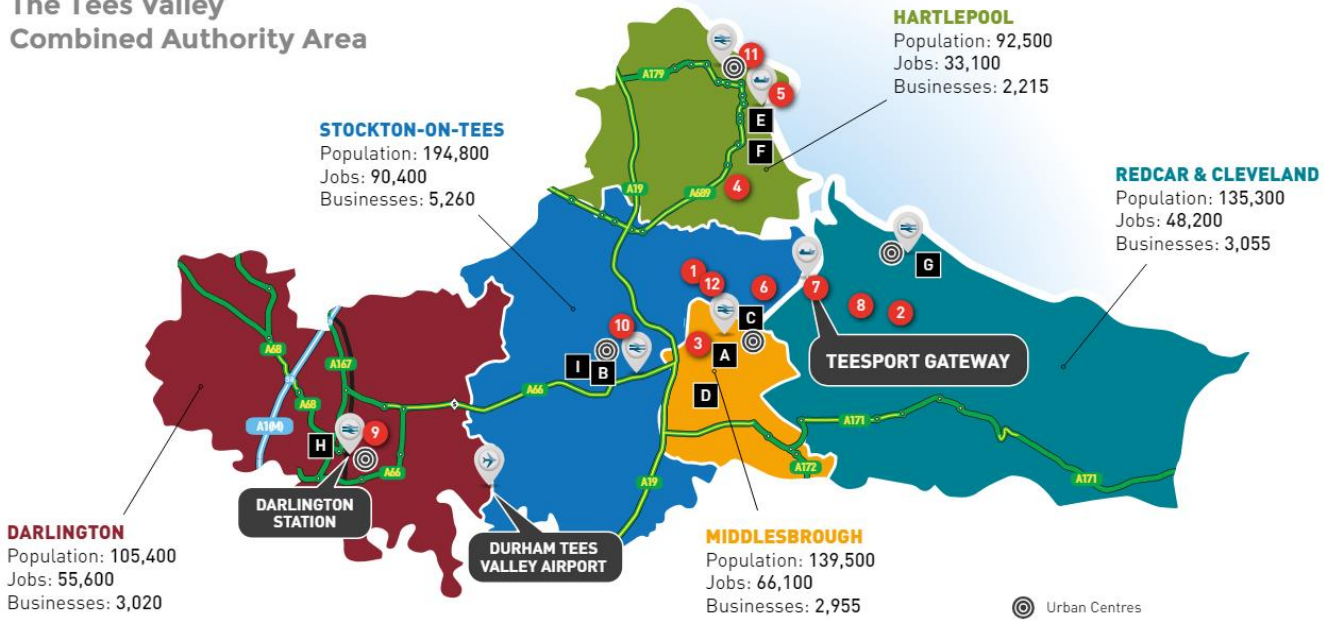 The Tees Valley
Combined Authority Area
HARTLEPOOL
Population: 92,500
Jobs: 33,100
Businesses: 2,215
STOCKTON-ON-TEES
Population: 194,800
Jobs: 90,400
Businesses: 5,260
REDCAR & CLEVELAND
Population: 135,300
Jobs: 48,200
Businesses: 3,055
11
A179
5
E
F
A19
A689
4
G
1
12
6
7
8
2
C
10
3
A
TEESPORT GATEWAY
I
B
D
A68
A167
A66
A68
A1(M)
H
9
A66
A171
A172
A171
A19
DARLINGTON
STATION
DURHAM TEES
VALLEY AIRPORT
DARLINGTON
Population: 105,400
Jobs: 55,600
Businesses: 3,020
MIDDLESBROUGH
Population: 139,500
Jobs: 66,100
Businesses: 2,955
Urban Centres